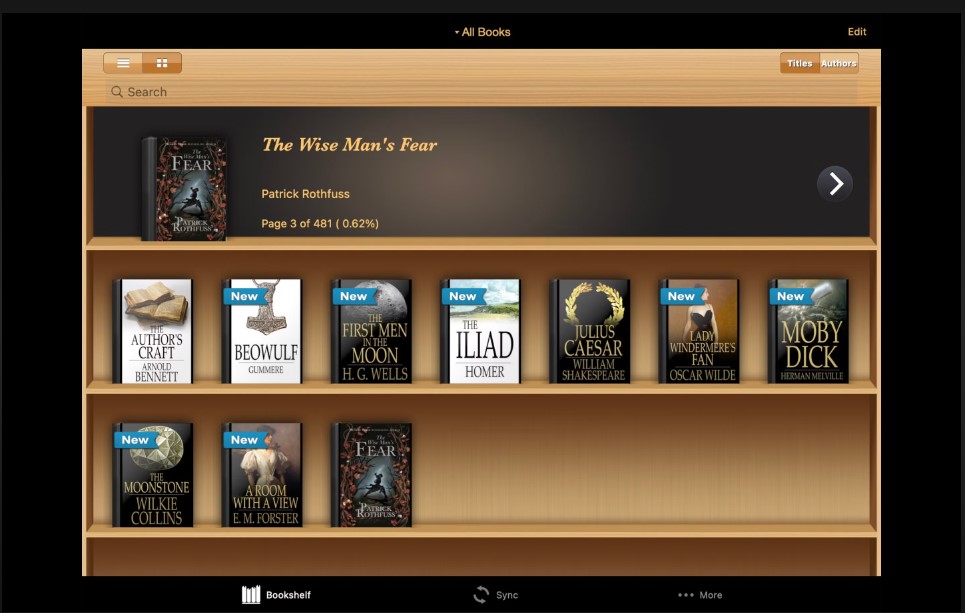 All Books
Edit
Titles
Authors
Search
The Wise Man's
FEAR
PATRICK
ROTHFUSS
The Wise Man's Fear
Patrick Rothfuss
Page 3 of 481 ( 0.62%)
THE
AUTHOR'S
CRAFT
ARNOLD
BENNETT
New
BEOWULF
GUMMERE
New
THE
FIRST MEN
IN THE
MOON
H. G. WELLS
New
THE
ILIAD
HOMER
JULIUS
CAESAR
WILLIAM
SHAKESPEARE
New
LADY
WINDERMERE'S
FAN
OSCAR WILDE
New
MOBY
DICK
HERMAN MELVILLE
New
THE
MOONSTONE
WILKIE
COLLINS
New
A ROOM
WITH A VIEW
E. M. FORSTER
The Wise Man's
FEAR
PATRICK
ROTHFUSS
Bookshelf
Sync
More